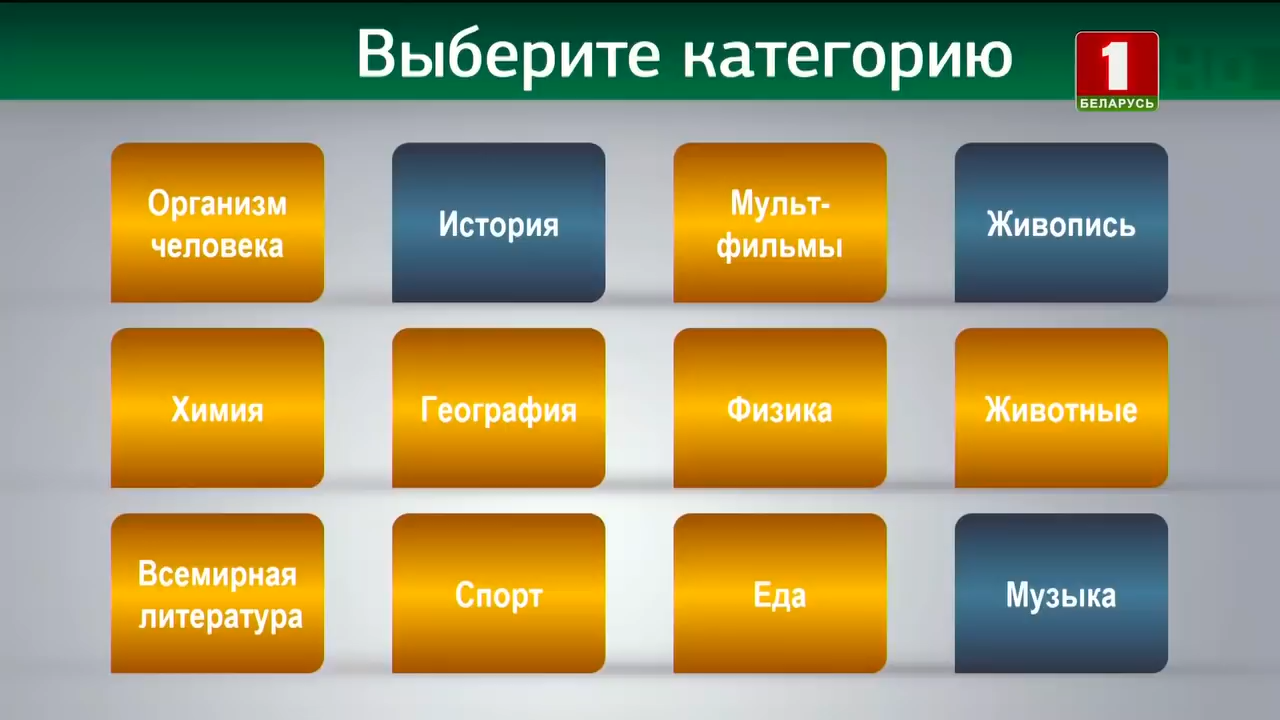 Выберите категорию
1
БЕЛАРУСЬ
Организм
человека
История
Мульт-
фильмы
Живопись
Химия
География
Физика
Животные
Всемирная
литература
Спорт
Еда
Музыка